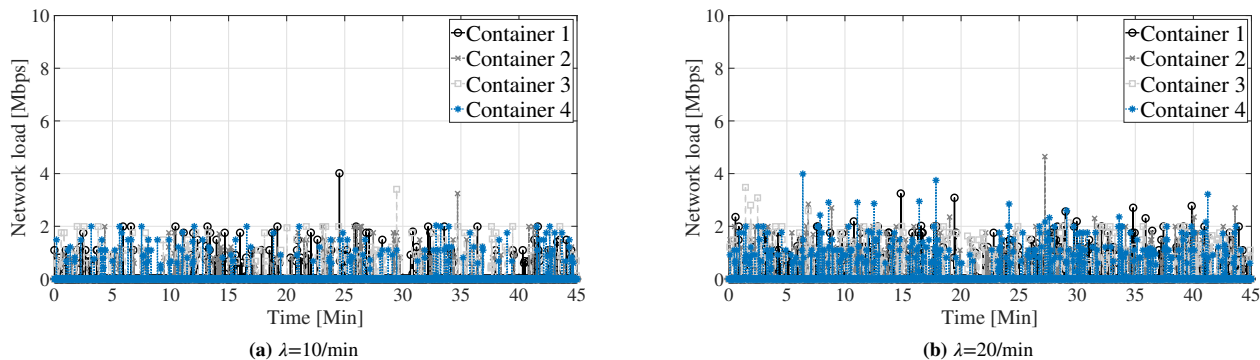 10
8
6
4
2
0
Network load [Mbps]
Container 1
Container 2
Container 3
Container 4
0 5 10 15 20 25 30 35 40 45
Time [Min]
(a) λ=10/min
10
8
6
4
2
0
Network load [Mbps]
Container 1
Container 2
Container 3
Container 4
0 5 10 15 20 25 30 35 40 45
Time [Min]
(b) λ=20/min